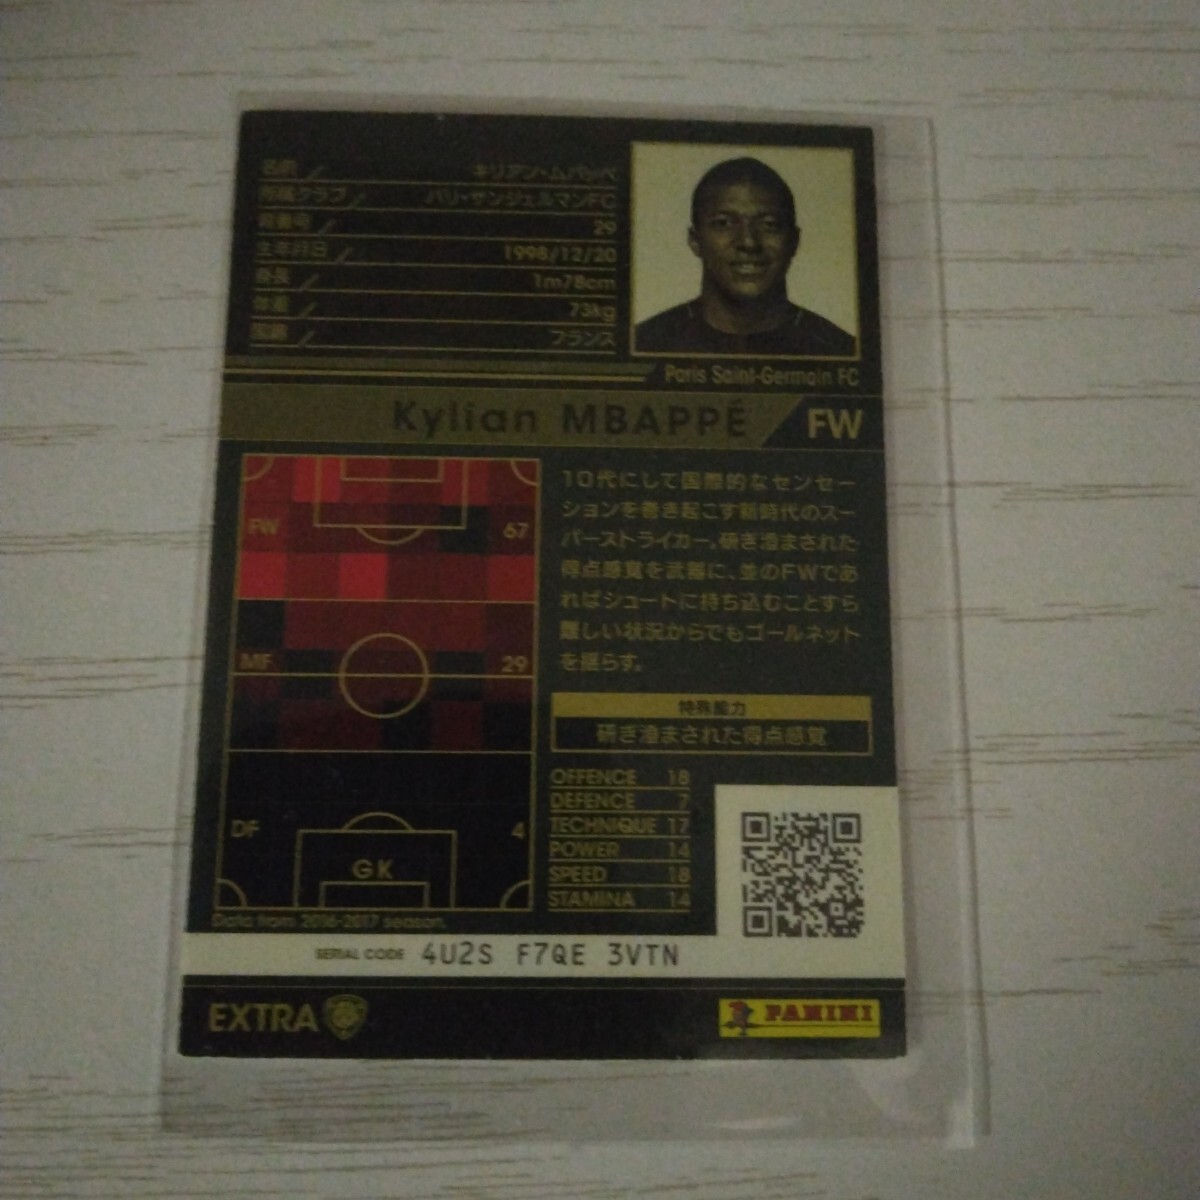 名前 キリアン・ムバッペ
所属クラブ パリ・サンジェルマンFC
背番号 29
生年月日 1998/12/20
身長 1m78cm
体重 73kg
国籍 フランス
Paris Saint-Germain FC
Kylian MBAPPÉ FW
FW 67
MF 29
DF 4
GK
Data from 2016-2017 season.
10代にして国際的なセンセー
ションを巻き起こす新時代のスー
パーストライカー。研ぎ澄まされた
得点感覚を武器に、並のFWであ
ればシュートに持ち込むことすら
難しい状況からでもゴールネット
を揺らす。
特殊能力
研ぎ澄まされた得点感覚
OFFENCE 18
DEFENCE 7
TECHNIQUE 17
POWER 14
SPEED 18
STAMINA 14
SERIAL CODE 4U2S F7QE 3VTN
EXTRA
PANINI